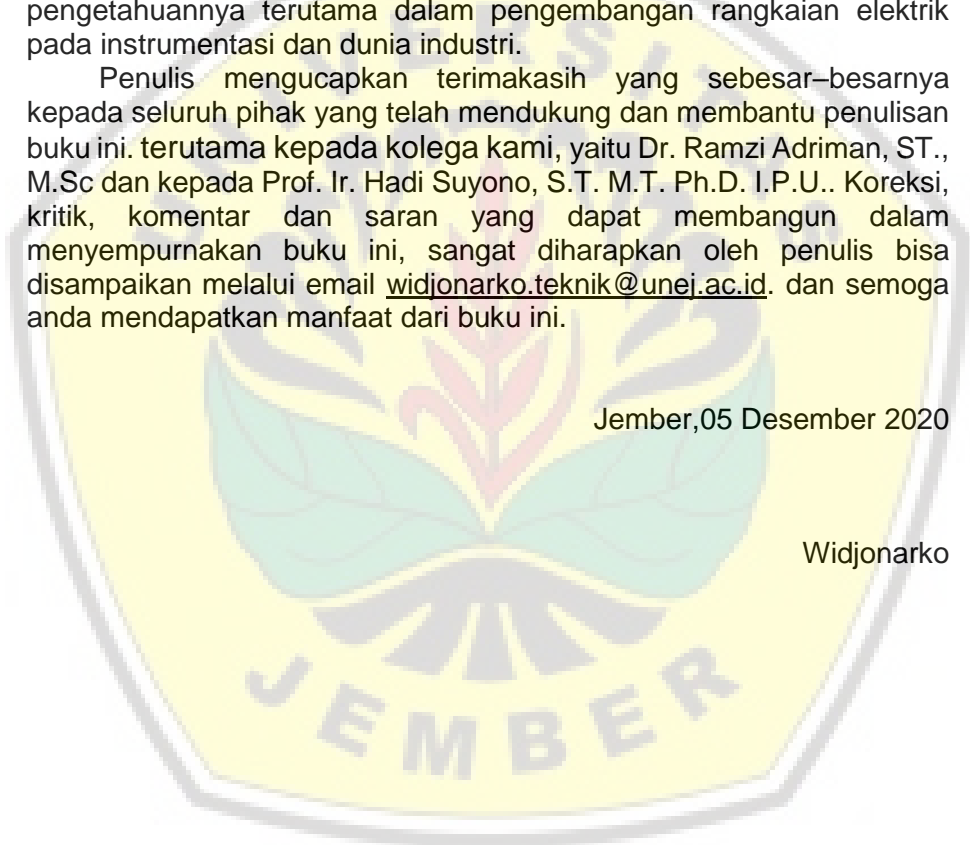 pengetahuannya terutama dalam pengembangan rangkaian elektrik
pada instrumentasi dan dunia industri.
Penulis mengucapkan terimakasih yang sebesar–besarnya
kepada seluruh pihak yang telah mendukung dan membantu penulisan
buku ini. terutama kepada kolega kami, yaitu Dr. Ramzi Adriman, ST.,
M.Sc dan kepada Prof. Ir. Hadi Suyono, S.T. M.T. Ph.D. I.P.U.. Koreksi,
kritik, komentar dan saran yang dapat membangun dalam
menyempurnakan buku ini, sangat diharapkan oleh penulis bisa
disampaikan melalui email widjonarko.teknik@unej.ac.id. dan semoga
anda mendapatkan manfaat dari buku ini.
Jember,05 Desember 2020
Widjonarko
UNIVERSITAS
JEMBER